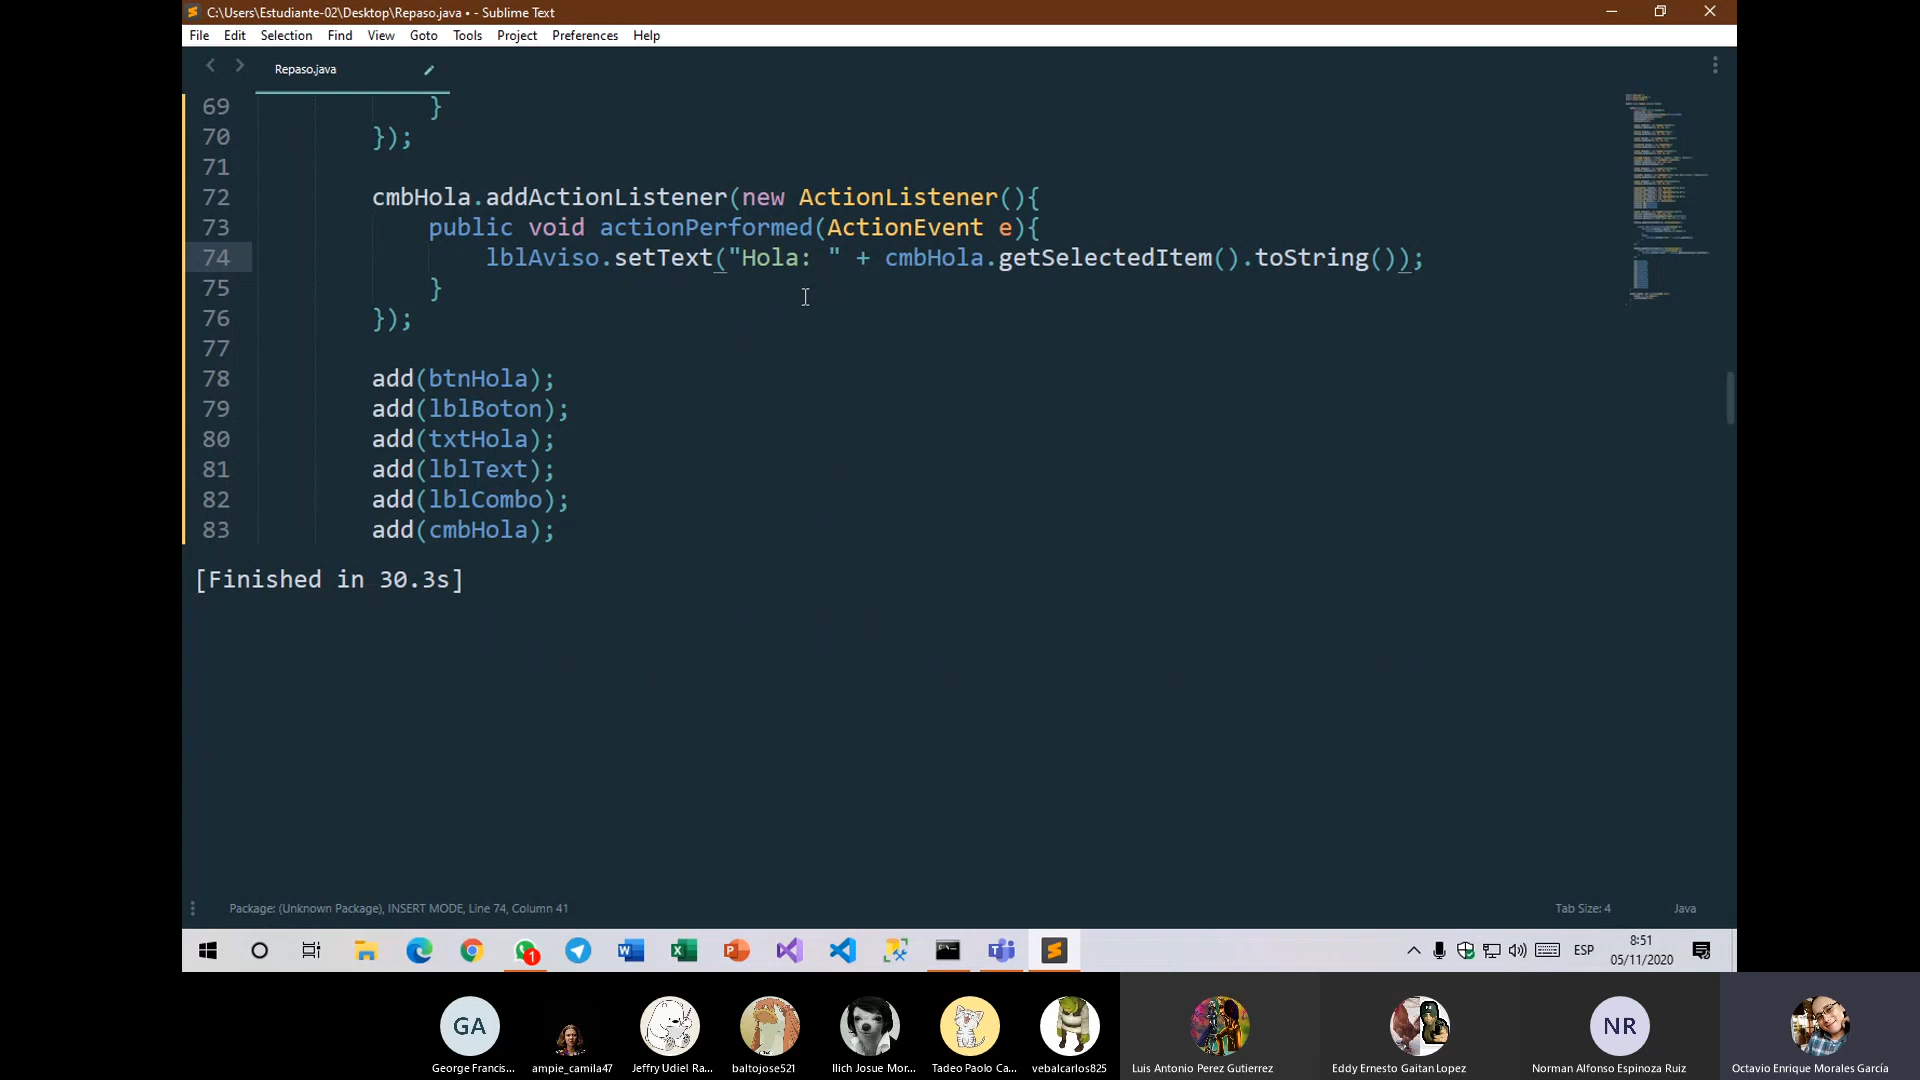 C:\Users\Estudiante-02\Desktop\Repaso.java • - Sublime Text
File Edit Selection Find View Goto Tools Project Preferences Help
Repaso.java
69 }
70 });
71
72 cmbHola.addActionListener(new ActionListener(){
73 public void actionPerformed(ActionEvent e){
74 lblAviso.setText("Hola: " + cmbHola.getSelectedItem().toString());
75 }
76 });
77
78 add(btnHola);
79 add(lblBoton);
80 add(txtHola);
81 add(lblText);
82 add(lblCombo);
83 add(cmbHola);
[Finished in 30.3s]
Package: (Unknown Package), INSERT MODE, Line 74, Column 41 Tab Size: 4 Java
1 ESP 8:51
05/11/2020
GA NR
George Francis... ampie_camila47 Jeffry Udiel Ra... baltojose521 Ilich Josue Mor... Tadeo Paolo Ca... vebalcarlos825 Luis Antonio Perez Gutierrez Eddy Ernesto Gaitan Lopez Norman Alfonso Espinoza Ruiz Octavio Enrique Morales García